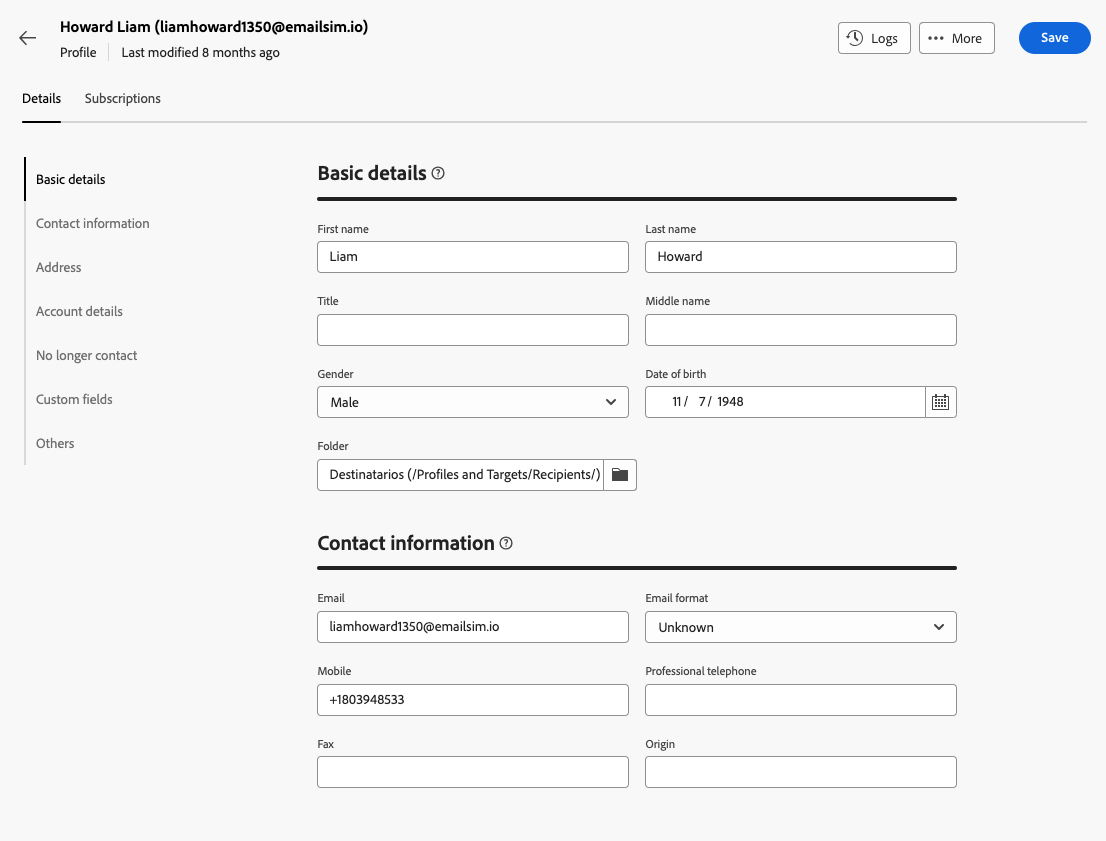 Howard Liam (liamhoward1350@emailsim.io)
Profile Last modified 8 months ago
Logs
More
Save
Details
Subscriptions
Basic details
Contact information
Address
Account details
No longer contact
Custom fields
Others
Basic details
First name
Last name
Liam
Howard
Title
Middle name
Gender
Date of birth
Male
11/ 7/ 1948
Folder
Destinatarios (/Profiles and Targets/Recipients/)
Contact information
Email
Email format
liamhoward1350@emailsim.io
Unknown
Mobile
Professional telephone
+1803948533
Fax
Origin